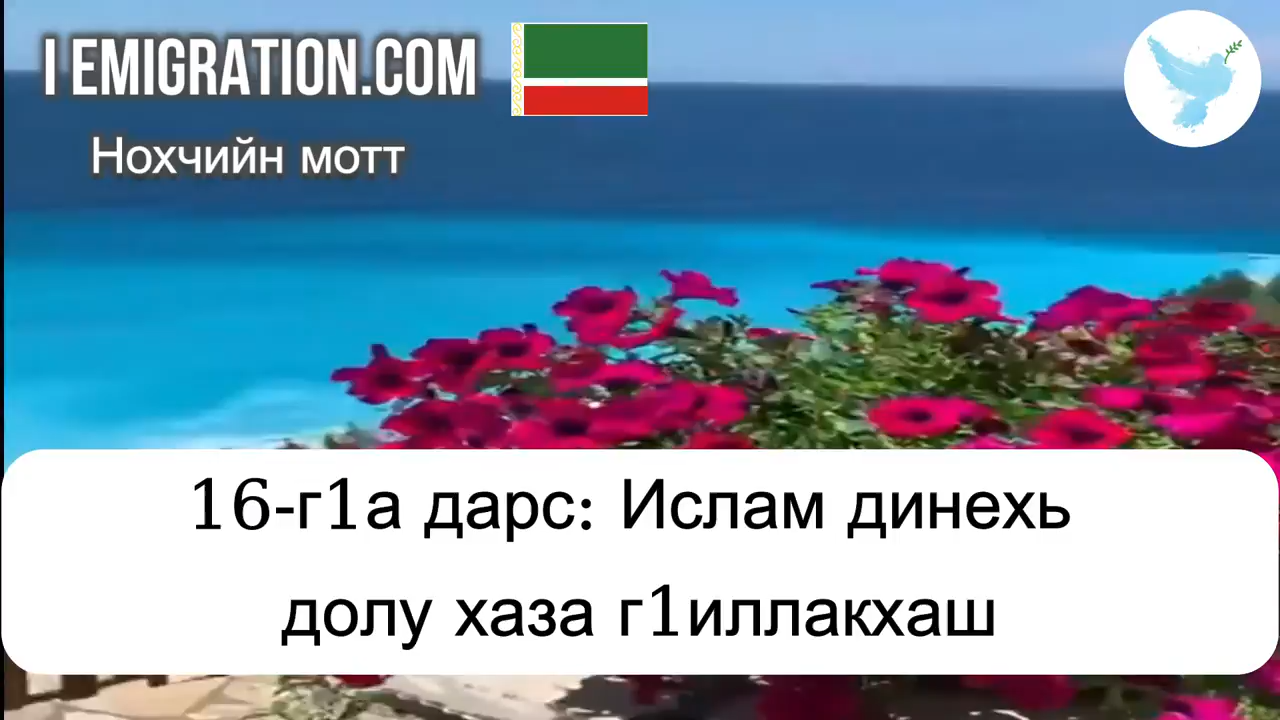 I EMIGRATION.COM
Нохчийн мотт
16-г1а дарс: Ислам динехь
долу хаза г1иллакхаш